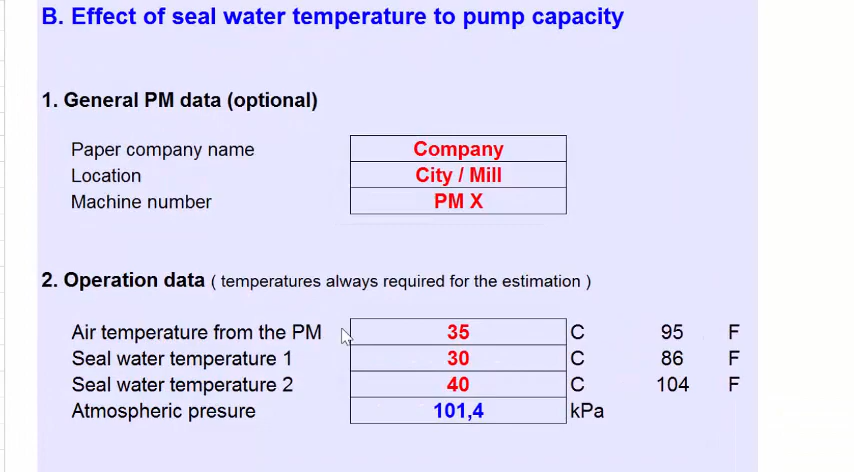 B. Effect of seal water temperature to pump capacity
1. General PM data (optional)
Paper company name Company
Location City / Mill
Machine number PM X
2. Operation data ( temperatures always required for the estimation )
Air temperature from the PM 35 C 95 F
Seal water temperature 1 30 C 86 F
Seal water temperature 2 40 C 104 F
Atmospheric presure 101,4 kPa